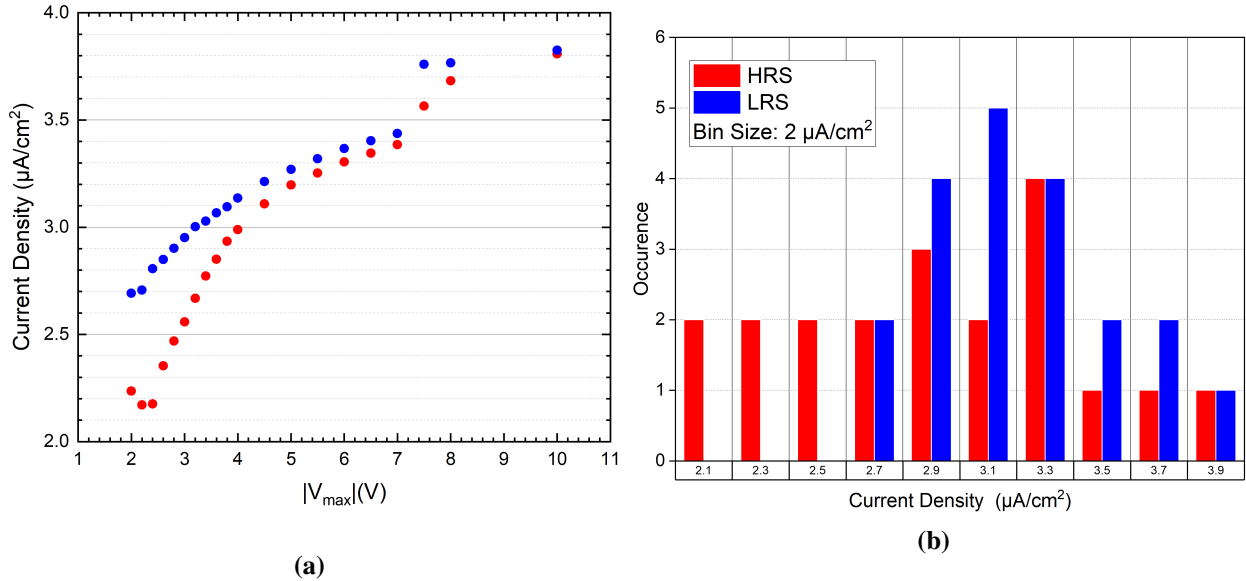 4.0
3.5
3.0
2.5
2.0
Current Density (µA/cm²)
1 2 3 4 5 6 7 8 9 10 11
|Vmax|(V)
(a)
6
5
4
3
2
1
0
Occurence
HRS
LRS
Bin Size: 2 µA/cm²
2.1 2.3 2.5 2.7 2.9 3.1 3.3 3.5 3.7 3.9
Current Density (µA/cm²)
(b)